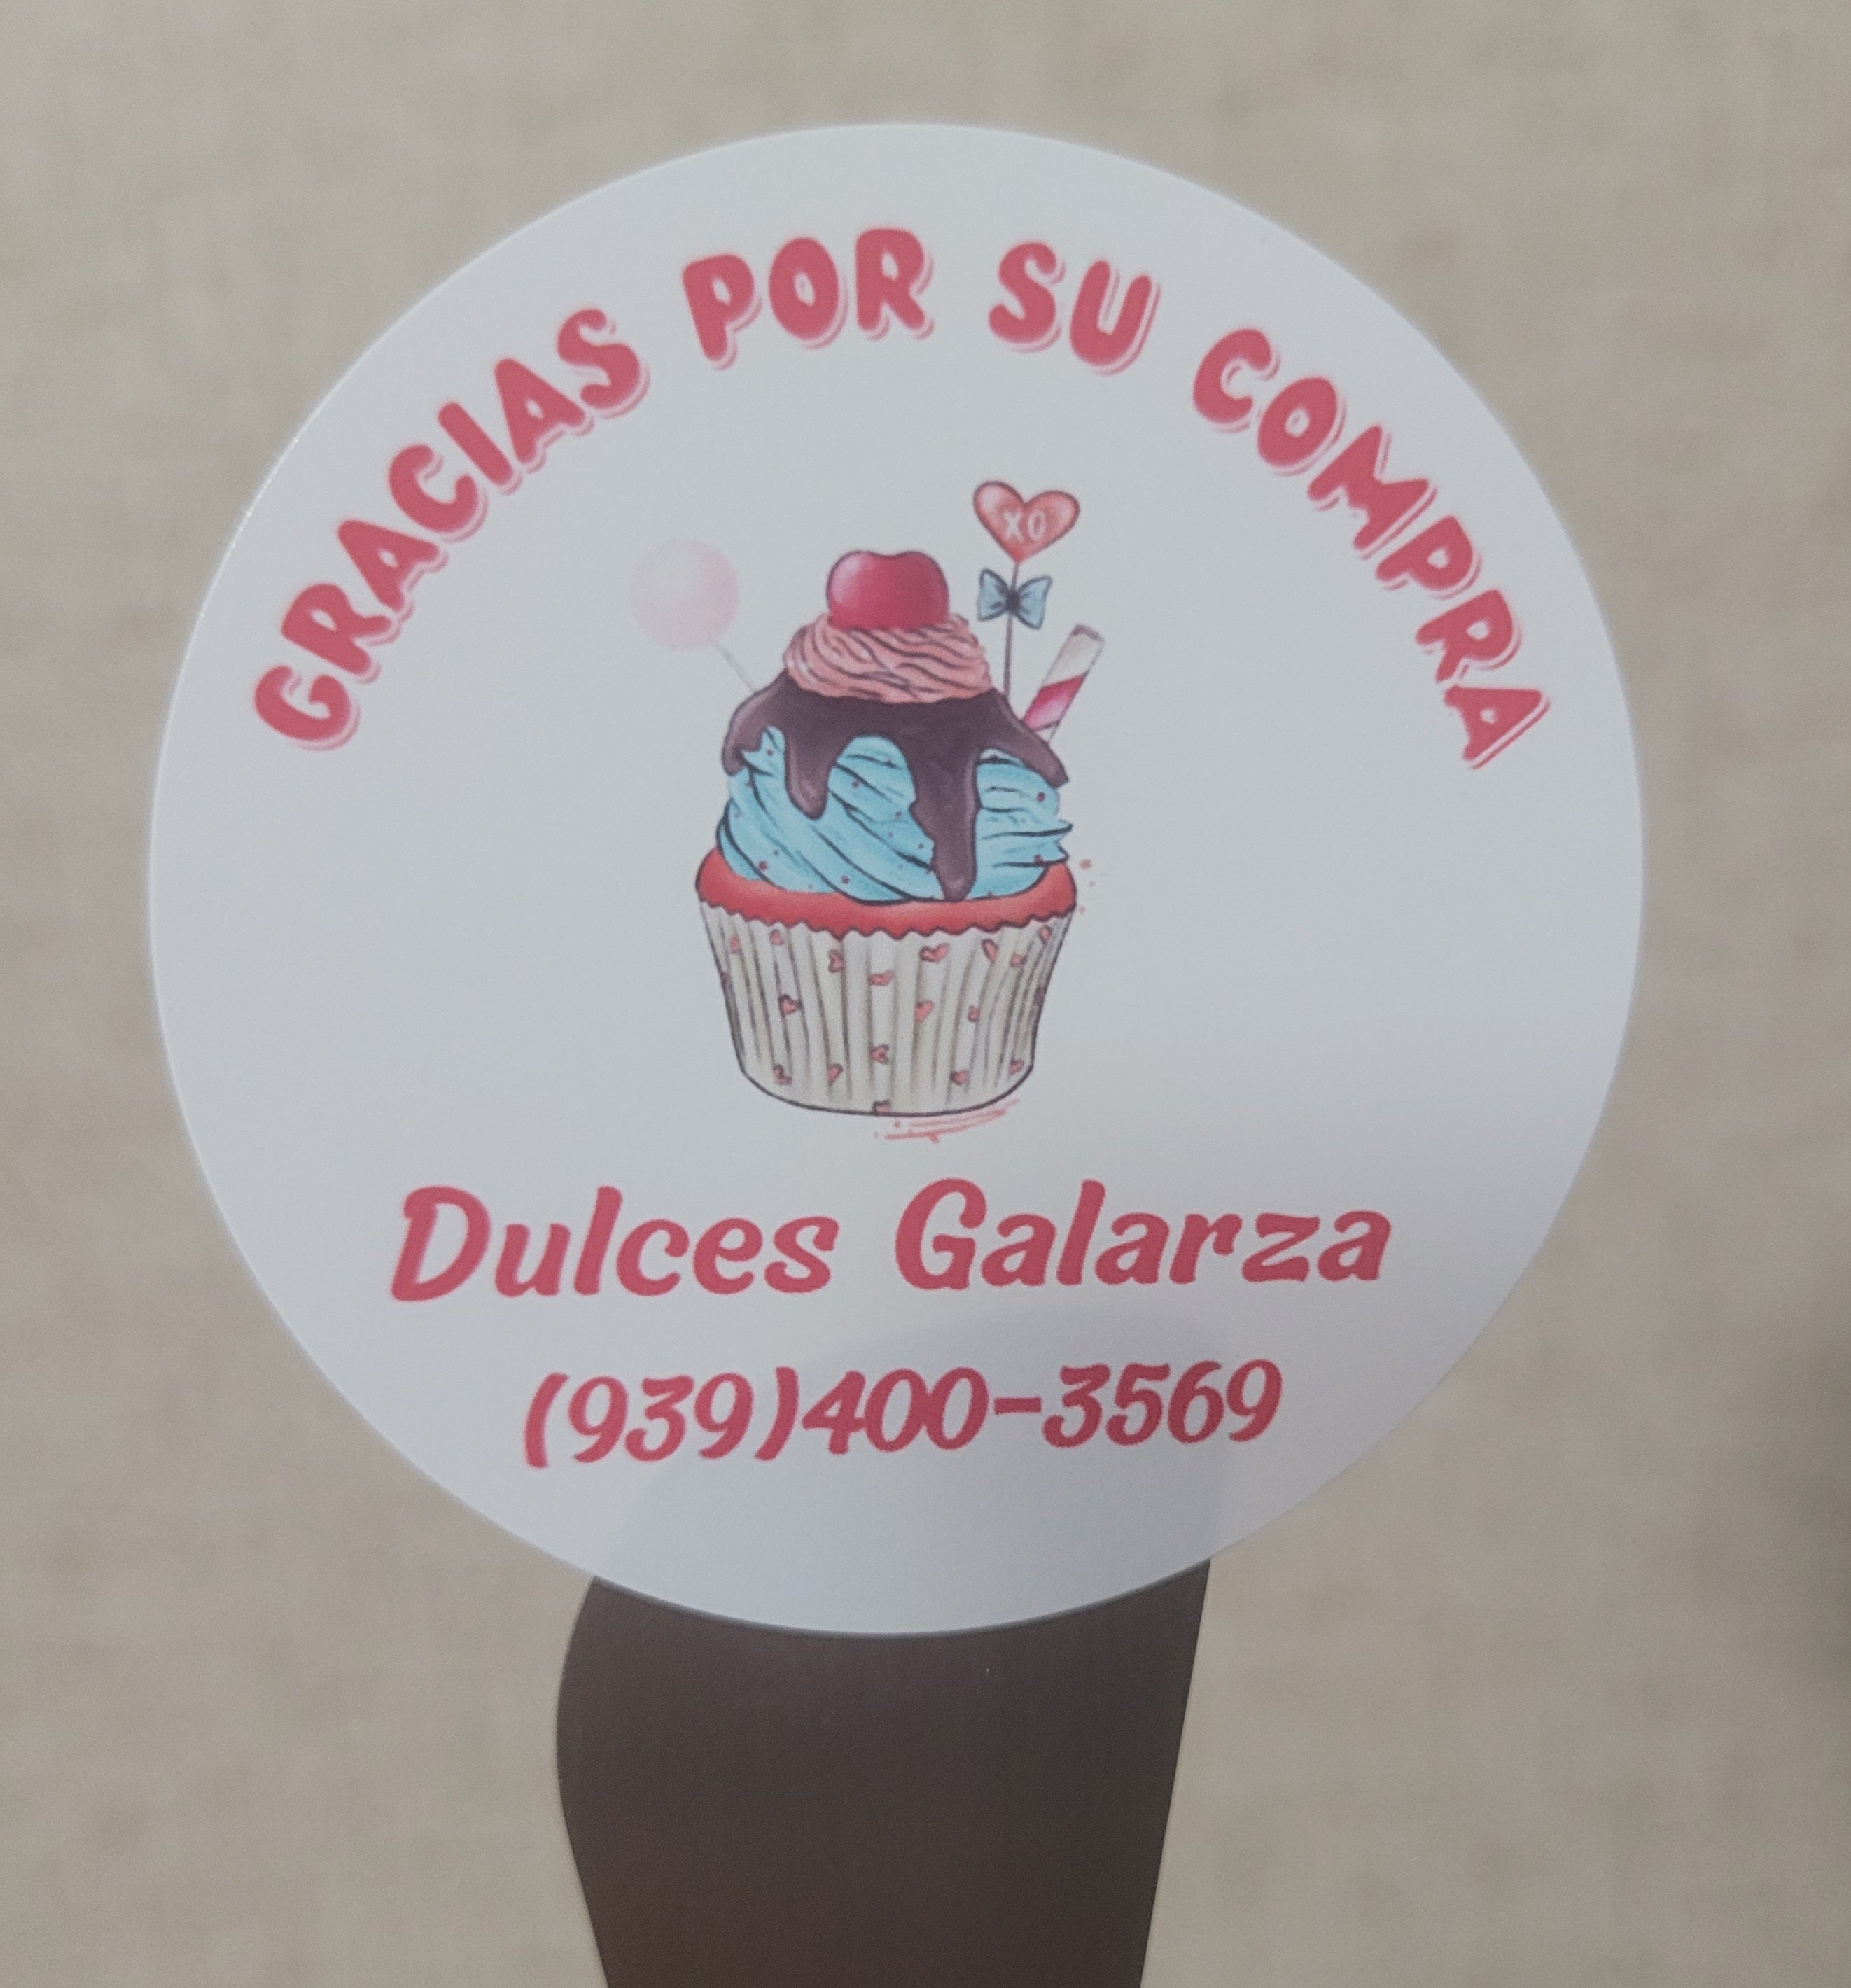 GRACIAS POR SU COMPRA
XO
Dulces Galarza
(939)400-3569